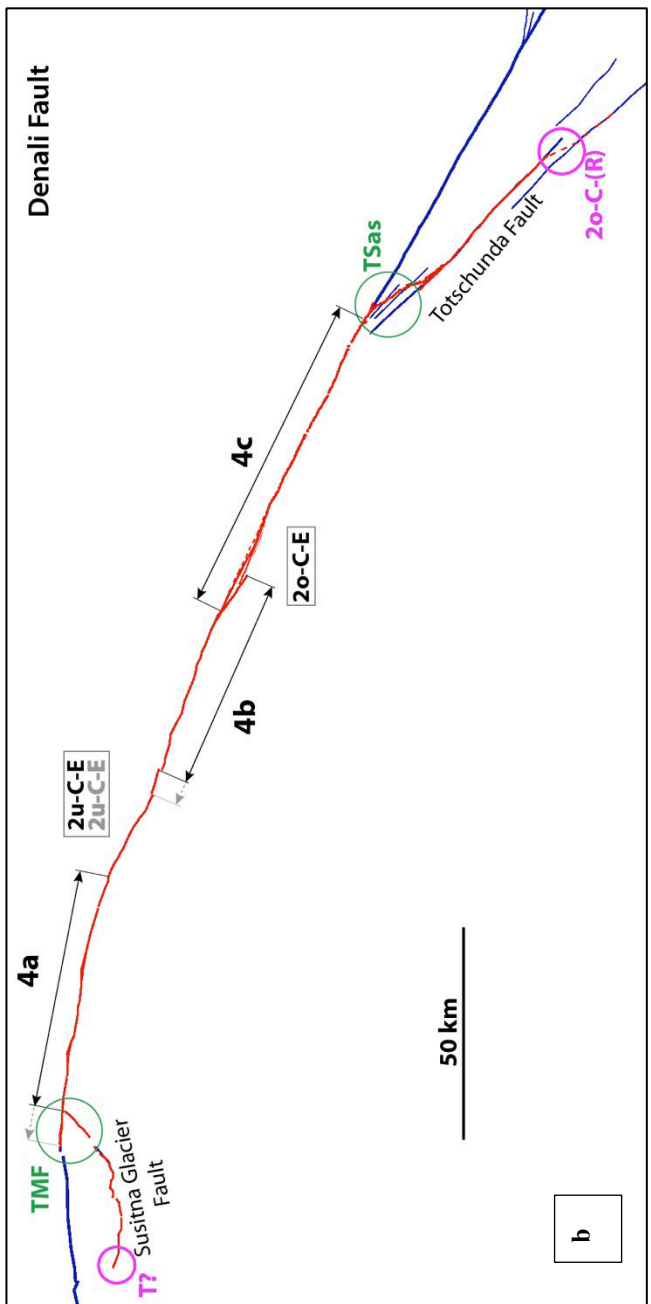 Denali Fault
TMF
4a
2u-C-E
2u-C-E
4b
4c
2o-C-E
TSas
Totschunda Fault
2o-C-(R)
Susitna Glacier
Fault
T?
50 km
b